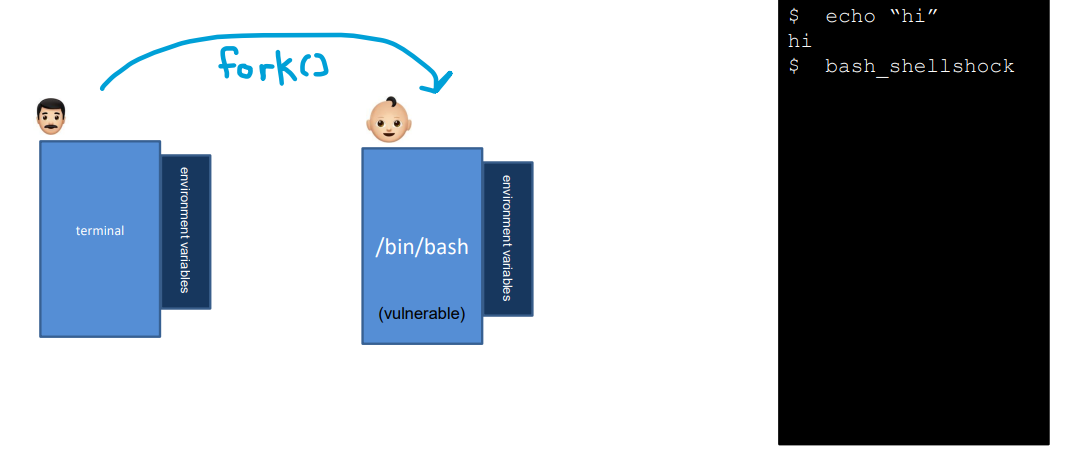 fork()
terminal
environment variables
/bin/bash
(vulnerable)
environment variables
$ echo “hi”
hi
$ bash_shellshock